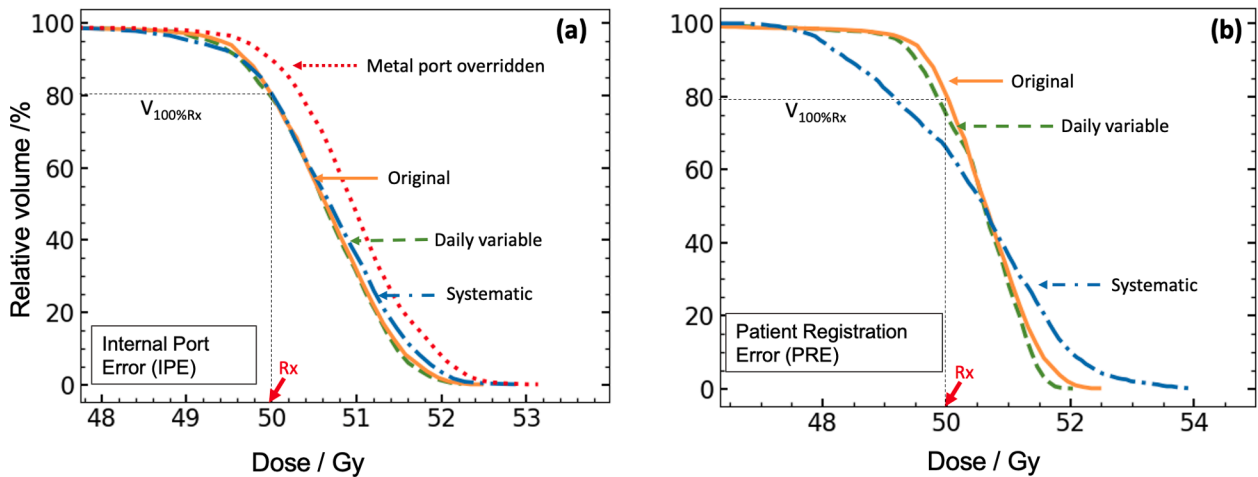 (a)
100
80
60
40
20
0
Relative volume /%
Metal port overridden
V100%Rx
Original
Daily variable
Systematic
Internal Port
Error (IPE)
Rx
48
49
50
51
52
53
Dose / Gy
(b)
100
80
60
40
20
0
Original
V100%Rx
Daily variable
Systematic
Patient Registration
Error (PRE)
Rx
48
50
52
54
Dose / Gy